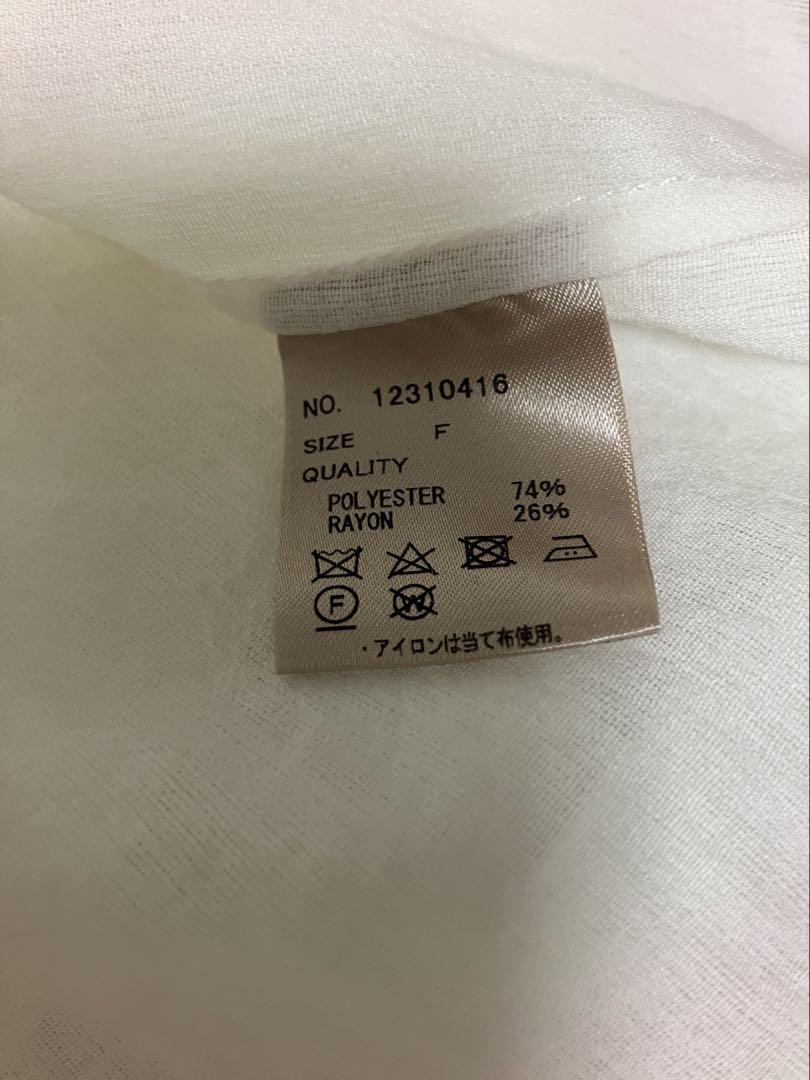 NO. 12310416
SIZE F
QUALITY
POLYESTER 74%
RAYON 26%
F
W
・アイロンは当て布使用。